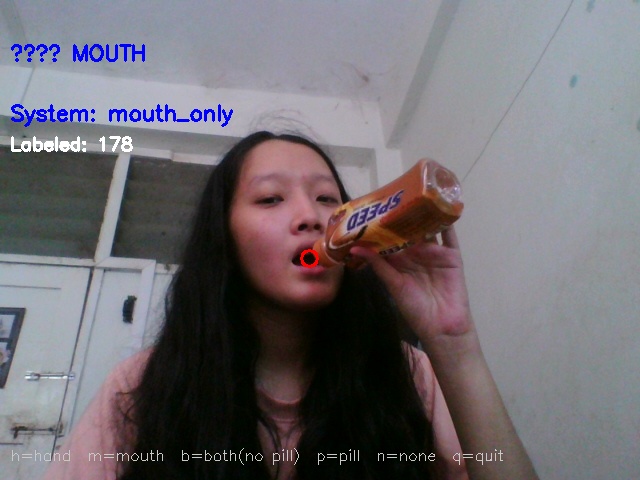 ???? MOUTH
System: mouth_only
Labeled: 178
SPEED
h=hand m=mouth b=both(no pill) p=pill n=none q=quit